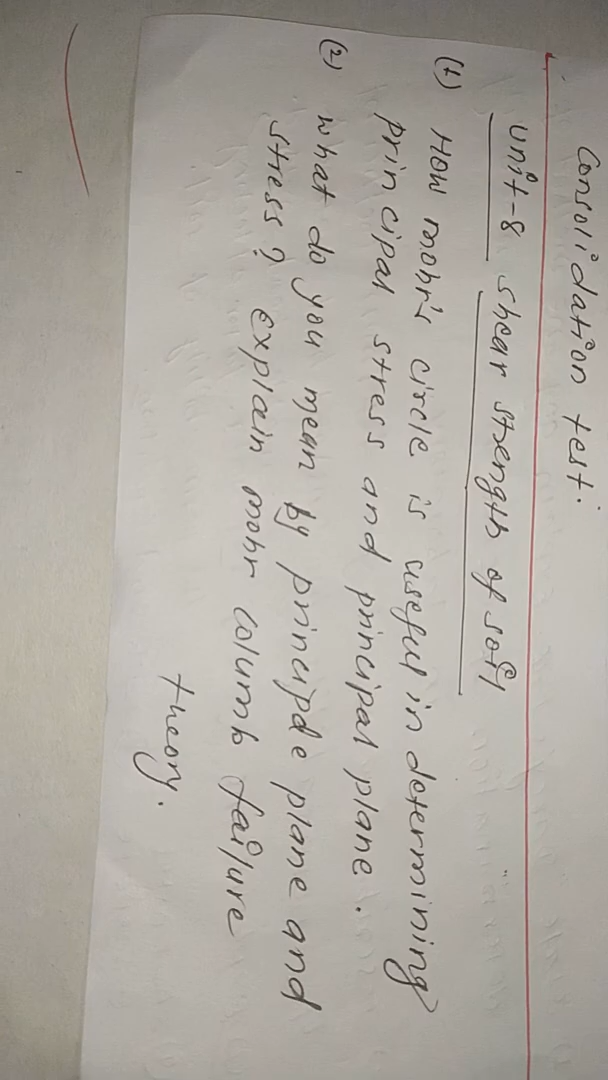 Consolidation test.
Unit-8 shear strength of soil
(1) How mohr's circle is useful in determining
principal stress and principal plane.
(2) what do you mean by principle plane and
stress? explain mohr columb failure
theory.